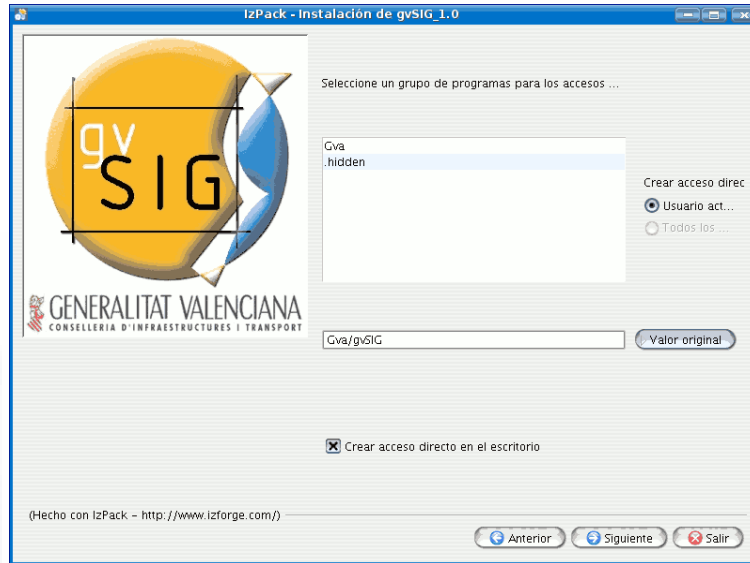 IzPack - Instalación de gvSIG_1.0
gv
SIG
GENERALITAT VALENCIANA
CONSELLERIA D'INFRAESTRUCTURES I TRANSPORT
Seleccione un grupo de programas para los accesos ...
Gva
.hidden
Crear acceso direc
Usuario act...
Todos los ...
Gva/gvSIG
Valor original
Crear acceso directo en el escritorio
(Hecho con IzPack - http://www.izforge.com/)
Anterior
Siguiente
Salir